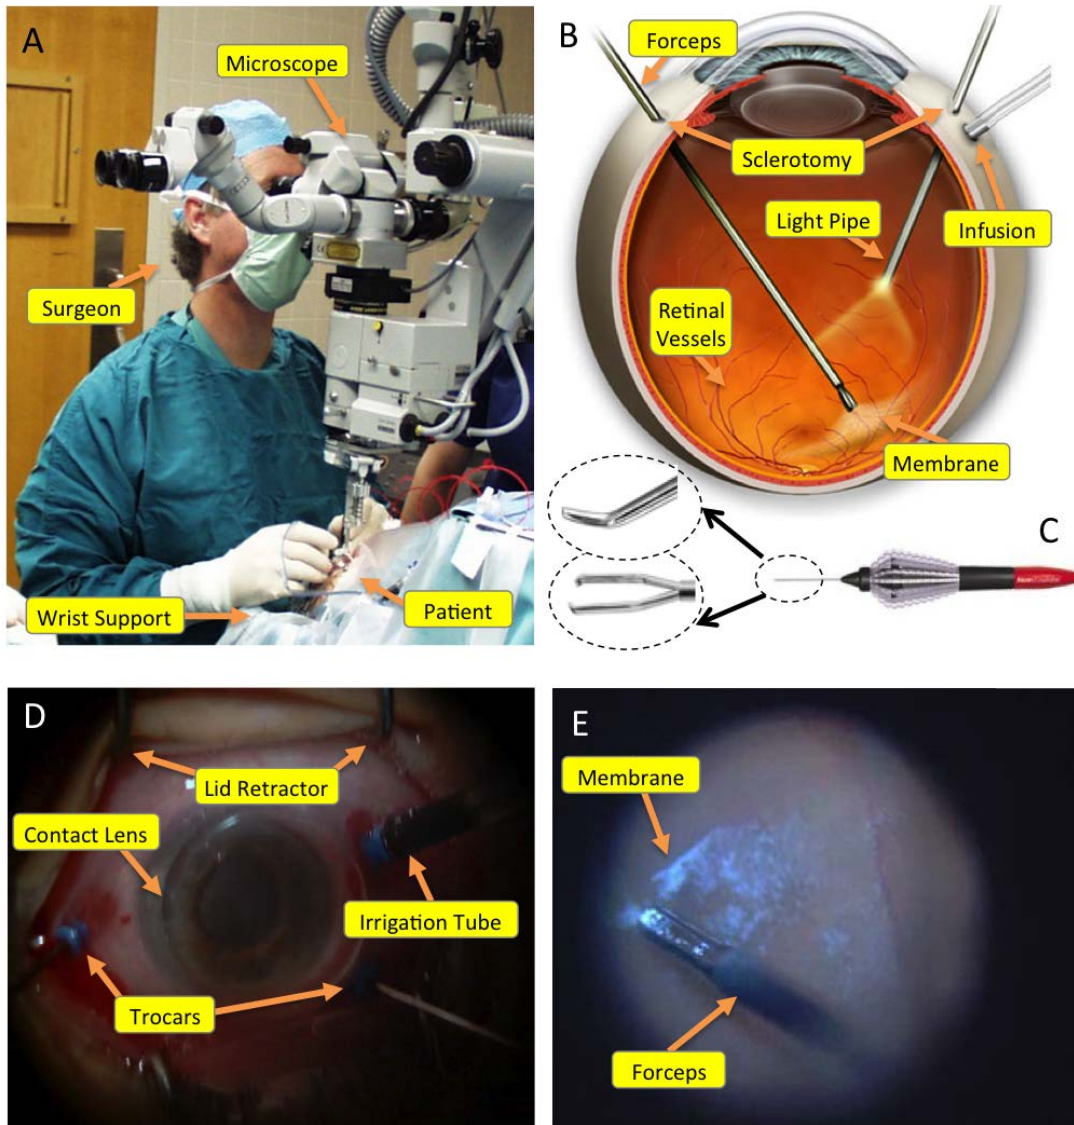 A
Microscope
Surgeon
Wrist Support
Patient
B
Forceps
Sclerotomy
Light Pipe
Infusion
Retinal
Vessels
Membrane
C
D
Lid Retractor
Contact Lens
Irrigation Tube
Trocars
E
Membrane
Forceps